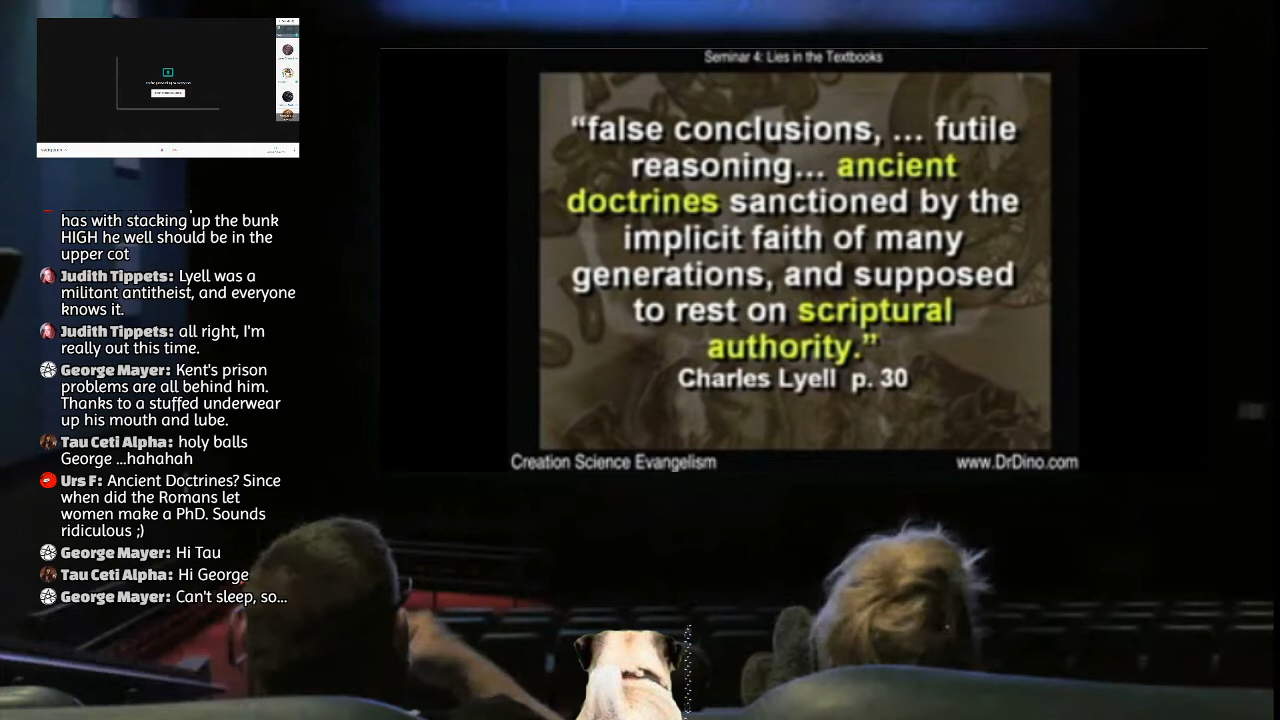 Seminar 4: Lies in the Textbooks
“false conclusions, ... futile
reasoning... ancient
doctrines sanctioned by the
implicit faith of many
generations, and supposed
to rest on scriptural
authority.”
Charles Lyell p. 30
Creation Science Evangelism
www.DrDino.com
has with stacking up the bunk
HIGH he well should be in the
upper cot
Judith Tippets: Lyell was a
militant antitheist, and everyone
knows it.
Judith Tippets: all right, I'm
really out this time.
George Mayer: Kent's prison
problems are all behind him.
Thanks to a stuffed underwear
up his mouth and lube.
Tau Ceti Alpha: holy balls
George ...hahahah
Urs F: Ancient Doctrines? Since
when did the Romans let
women make a PhD. Sounds
ridiculous ;)
George Mayer: Hi Tau
Tau Ceti Alpha: Hi George
George Mayer: Can't sleep, so...